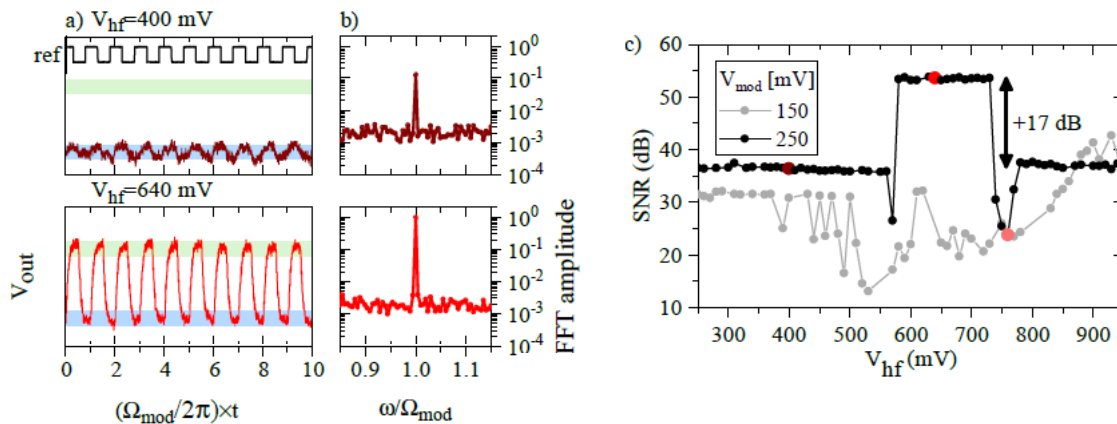 a) V_hf=400 mV
ref
V_hf=640 mV
V_out
0 2 4 6 8 10
(Ω_mod/2π)×t
b)
10^0
10^-1
10^-2
10^-3
10^-4
10^0
10^-1
10^-2
10^-3
10^-4
FFT amplitude
0.9 1.0 1.1
ω/Ω_mod
c)
60
50
40
30
20
10
SNR (dB)
V_mod [mV]
150
250
+17 dB
300 400 500 600 700 800 900
V_hf (mV)